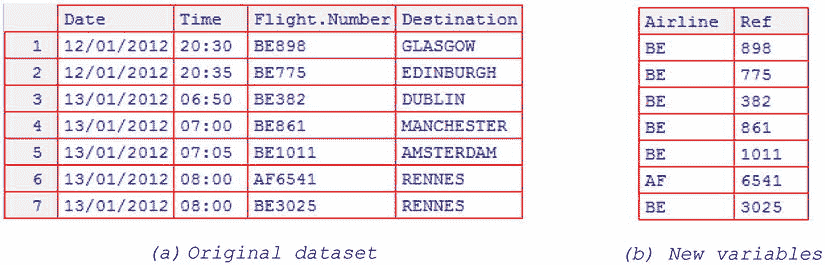 Date Time Flight.Number Destination
1 12/01/2012 20:30 BE898 GLASGOW
2 12/01/2012 20:35 BE775 EDINBURGH
3 13/01/2012 06:50 BE382 DUBLIN
4 13/01/2012 07:00 BE861 MANCHESTER
5 13/01/2012 07:05 BE1011 AMSTERDAM
6 13/01/2012 08:00 AF6541 RENNES
7 13/01/2012 08:00 BE3025 RENNES
(a) Original dataset
Airline Ref
BE 898
BE 775
BE 382
BE 861
BE 1011
AF 6541
BE 3025
(b) New variables